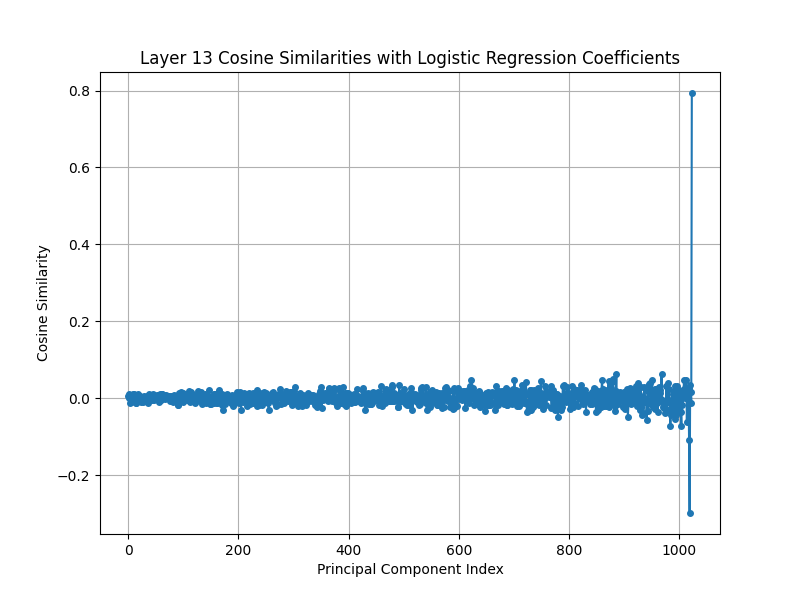 Layer 13 Cosine Similarities with Logistic Regression Coefficients
0.8
0.6
0.4
0.2
0.0
−0.2
Cosine Similarity
0 200 400 600 800 1000
Principal Component Index